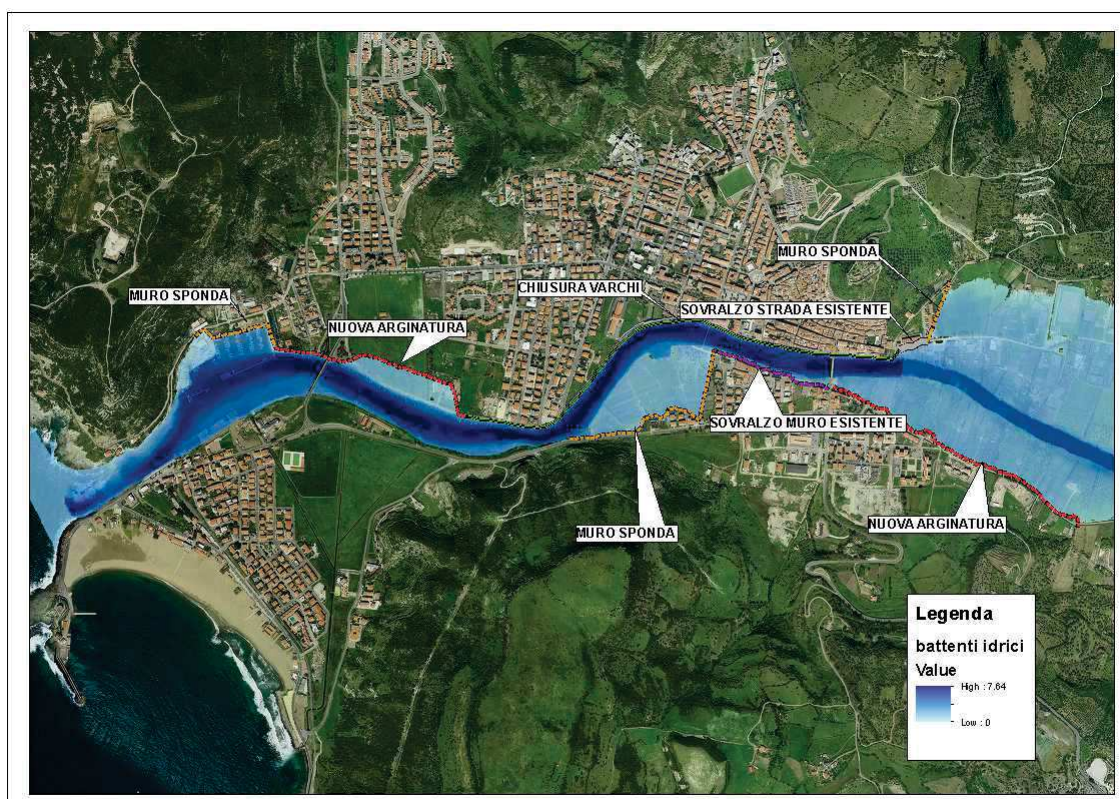 MURO SPONDA
CHIUSURA VARCHI
SOVRALZO STRADA ESISTENTE
MURO SPONDA
NUOVA ARGINATURA
SOVRALZO MURO ESISTENTE
MURO SPONDA
NUOVA ARGINATURA
Legenda
battenti idrici
Value
High : 7.64
Low : 0